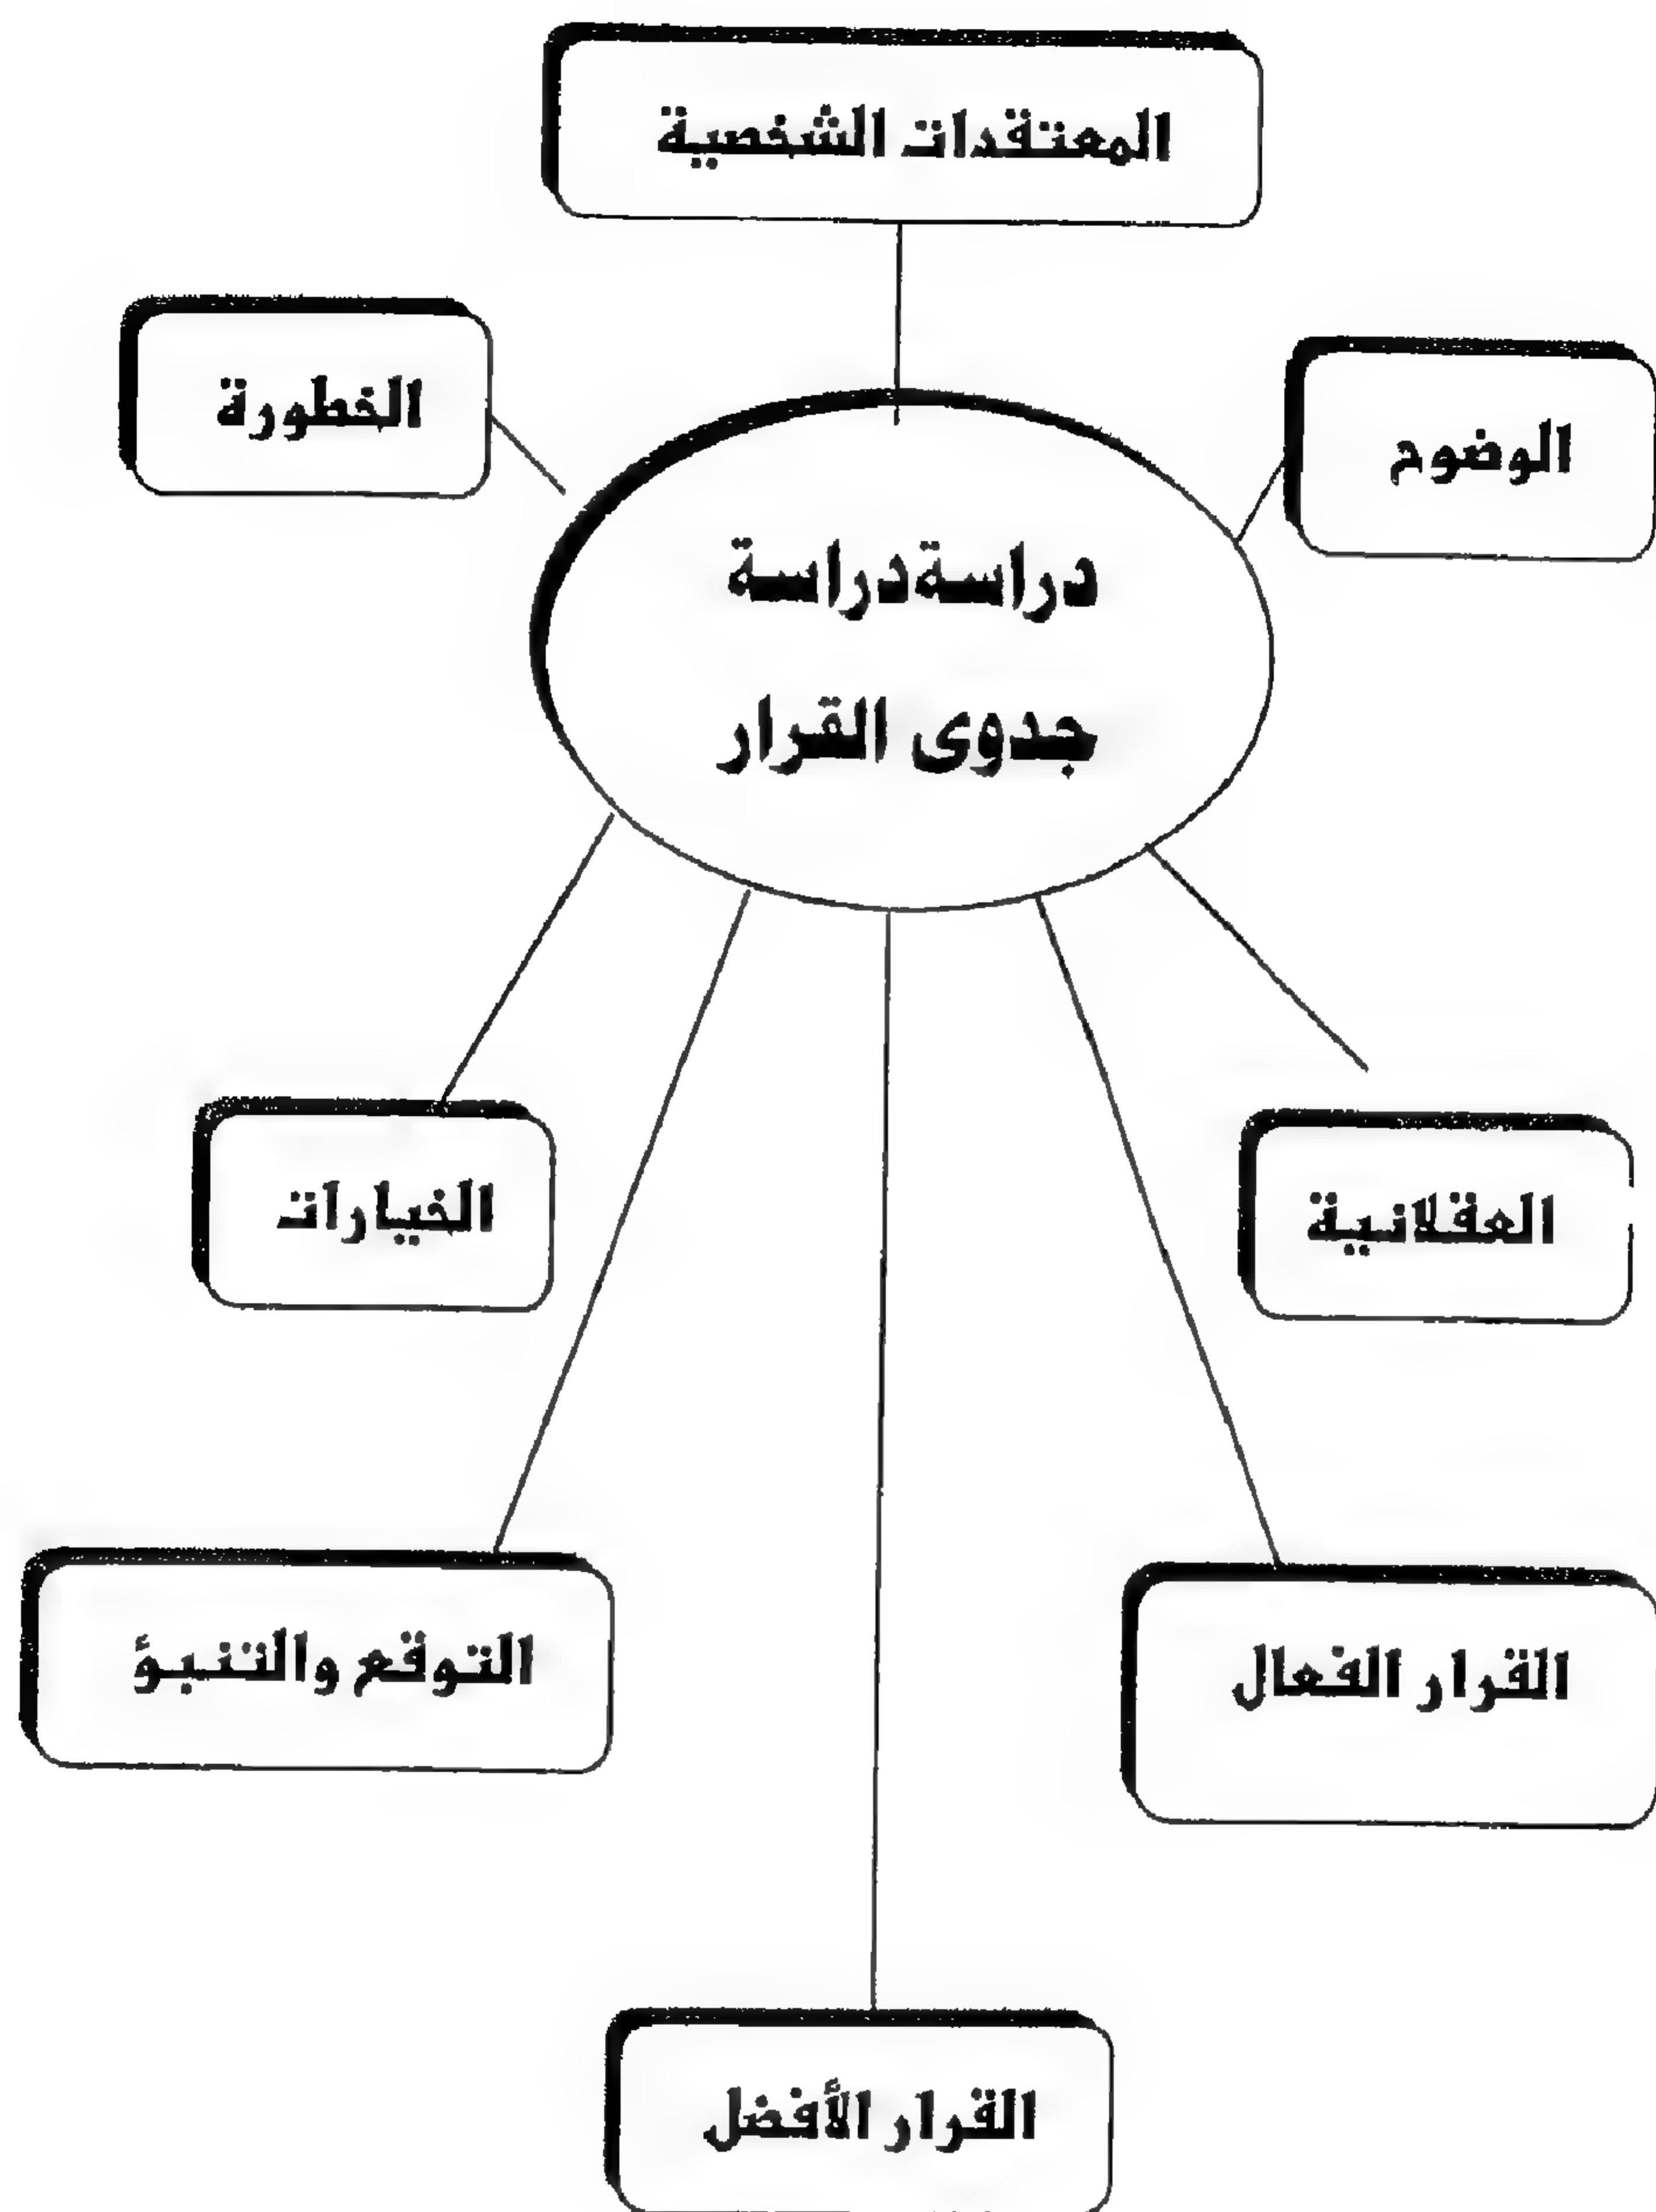 المعتقدات الشخصية
الوضوح
الخطورة
دراسةدراسة
جدوى القرار
العقلانية
الخيارات
القرار الفعال
التوقع والتنبؤ
القرار الأفضل